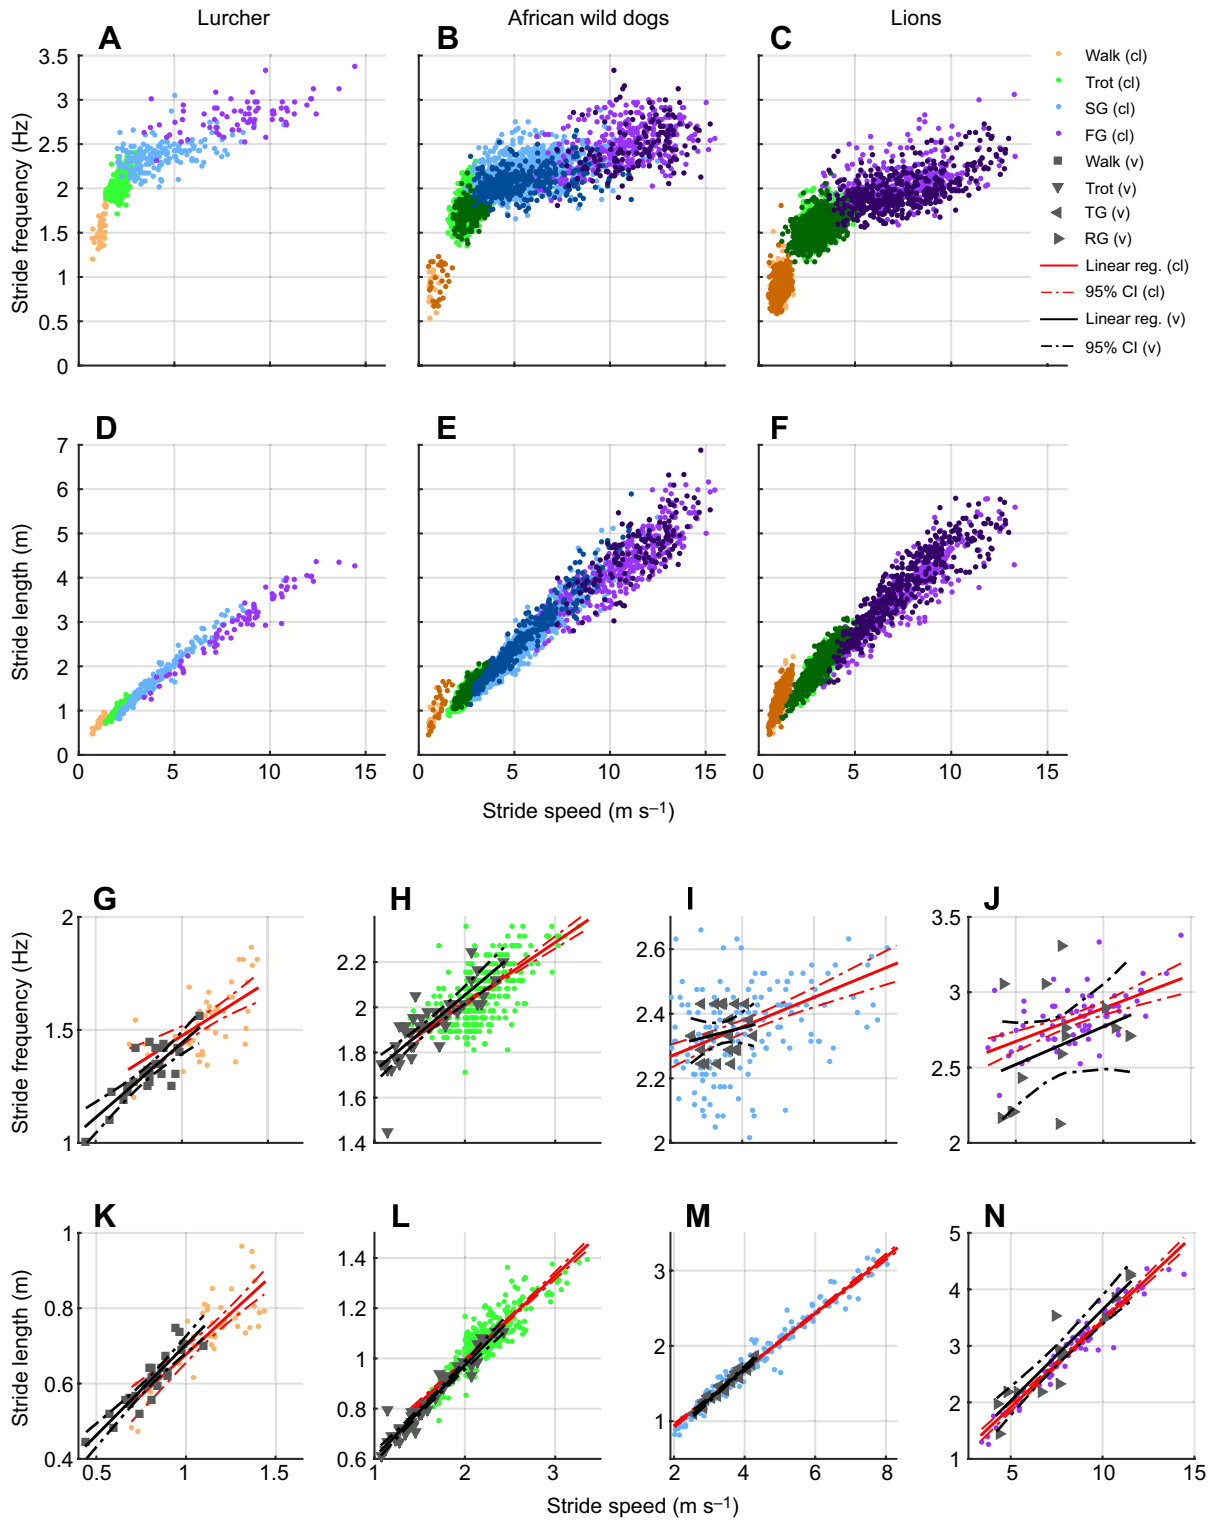 Lurcher
African wild dogs
Lions
A
B
C
3.5
3
2.5
2
1.5
1
0.5
0
Stride frequency (Hz)
Walk (cl)
Trot (cl)
SG (cl)
FG (cl)
Walk (v)
Trot (v)
TG (v)
RG (v)
Linear reg. (cl)
95% CI (cl)
Linear reg. (v)
95% CI (v)
D
E
F
7
6
5
4
3
2
1
0
Stride length (m)
0 5 10 15
0 5 10 15
0 5 10 15
Stride speed (m s–1)
G
H
I
J
Stride frequency (Hz)
2
1.5
1
2.2
2
1.8
1.6
1.4
2.6
2.4
2.2
2
3.5
3
2.5
2
K
L
M
N
Stride length (m)
1
0.8
0.6
0.4
1.4
1.2
1
0.8
0.6
3
2
1
5
4
3
2
1
0.5 1 1.5
1 2 3
2 4 6 8
5 10 15
Stride speed (m s–1)